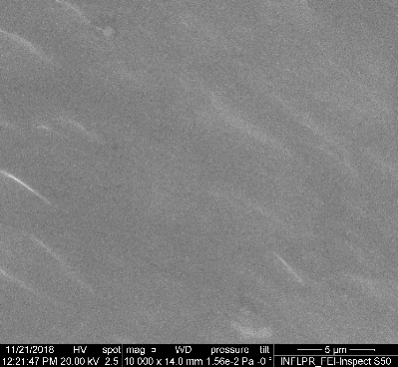 11/21/2018 HV spot mag WD pressure tilt 5 µm
12:21:47 PM 20.00 kV 2.5 10 000 x 14.0 mm 1.56e-2 Pa -0 ° INFLPR_FEI-Inspect S50